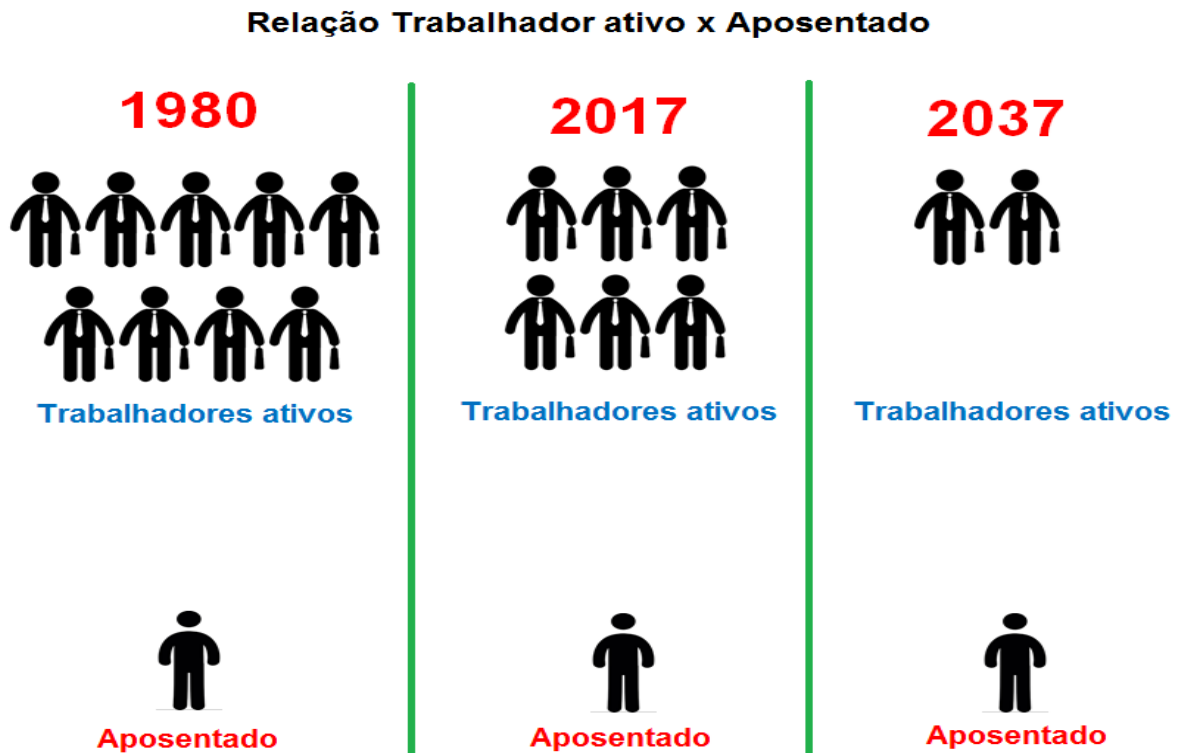 Relação Trabalhador ativo x Aposentado
1980
Trabalhadores ativos
Aposentado
2017
Trabalhadores ativos
Aposentado
2037
Trabalhadores ativos
Aposentado